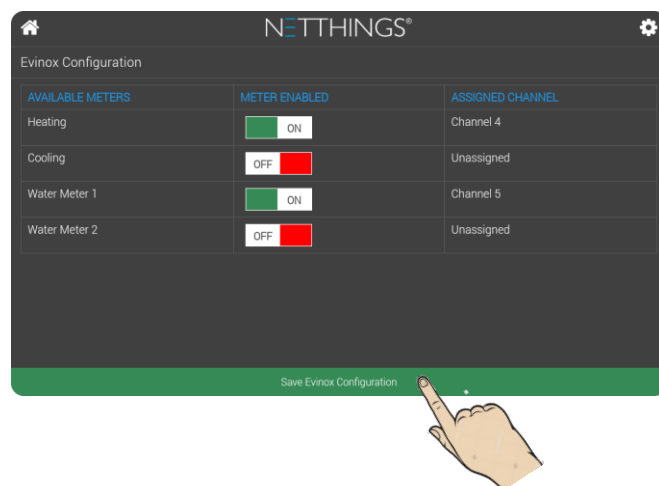 NETTHINGS®
Evinox Configuration
AVAILABLE METERS METER ENABLED ASSIGNED CHANNEL
Heating ON Channel 4
Cooling OFF Unassigned
Water Meter 1 ON Channel 5
Water Meter 2 OFF Unassigned
Save Evinox Configuration